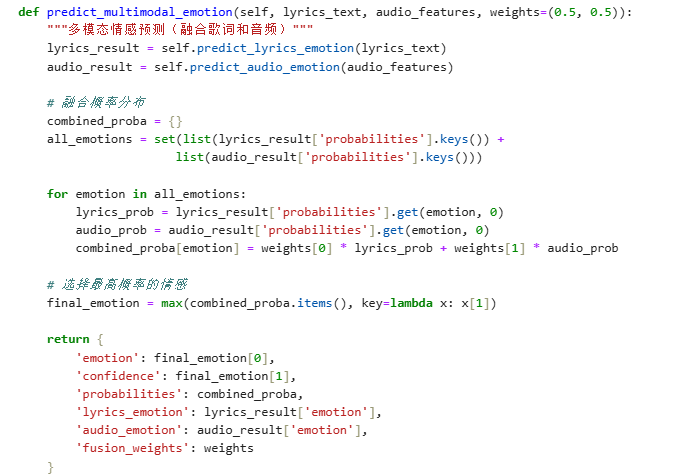 def predict_multimodal_emotion(self, lyrics_text, audio_features, weights=(0.5, 0.5)):
    """多模态情感预测（融合歌词和音频）"""
    lyrics_result = self.predict_lyrics_emotion(lyrics_text)
    audio_result = self.predict_audio_emotion(audio_features)

    # 融合概率分布
    combined_proba = {}
    all_emotions = set(list(lyrics_result['probabilities'].keys()) +
                      list(audio_result['probabilities'].keys()))

    for emotion in all_emotions:
        lyrics_prob = lyrics_result['probabilities'].get(emotion, 0)
        audio_prob = audio_result['probabilities'].get(emotion, 0)
        combined_proba[emotion] = weights[0] * lyrics_prob + weights[1] * audio_prob

    # 选择最高概率的情感
    final_emotion = max(combined_proba.items(), key=lambda x: x[1])

    return {
        'emotion': final_emotion[0],
        'confidence': final_emotion[1],
        'probabilities': combined_proba,
        'lyrics_emotion': lyrics_result['emotion'],
        'audio_emotion': audio_result['emotion'],
        'fusion_weights': weights
    }